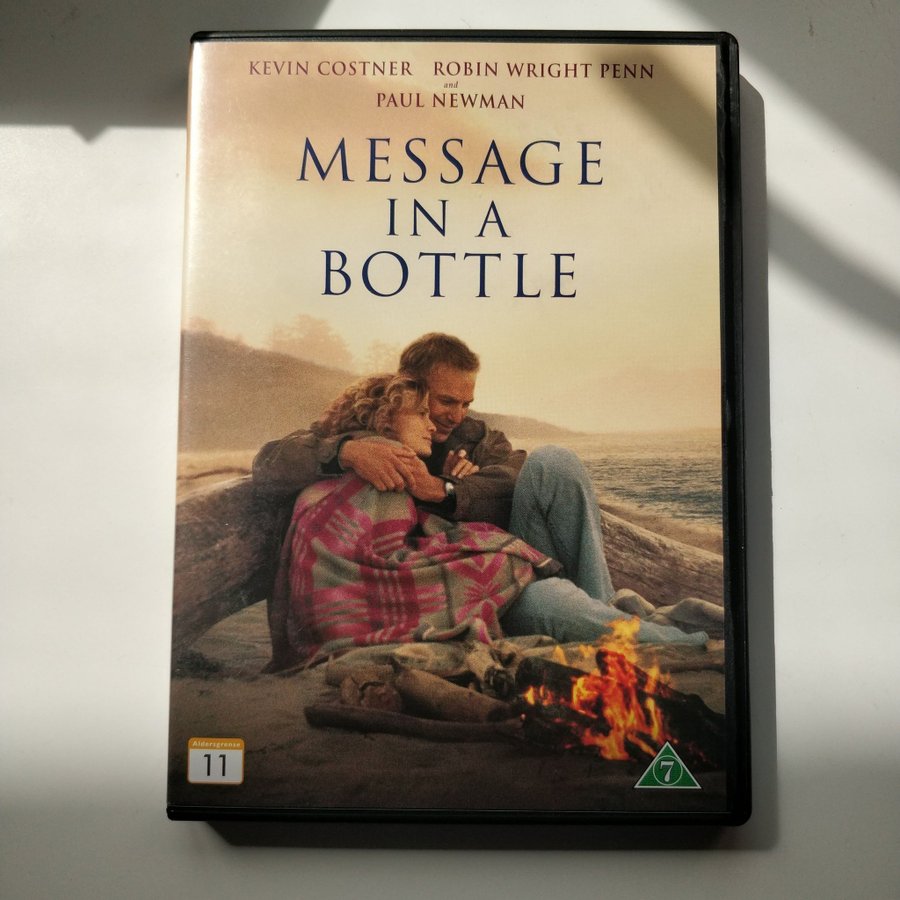 KEVIN COSTNER ROBIN WRIGHT PENN
and
PAUL NEWMAN
MESSAGE
IN A
BOTTLE
Aldersgrense
11
7